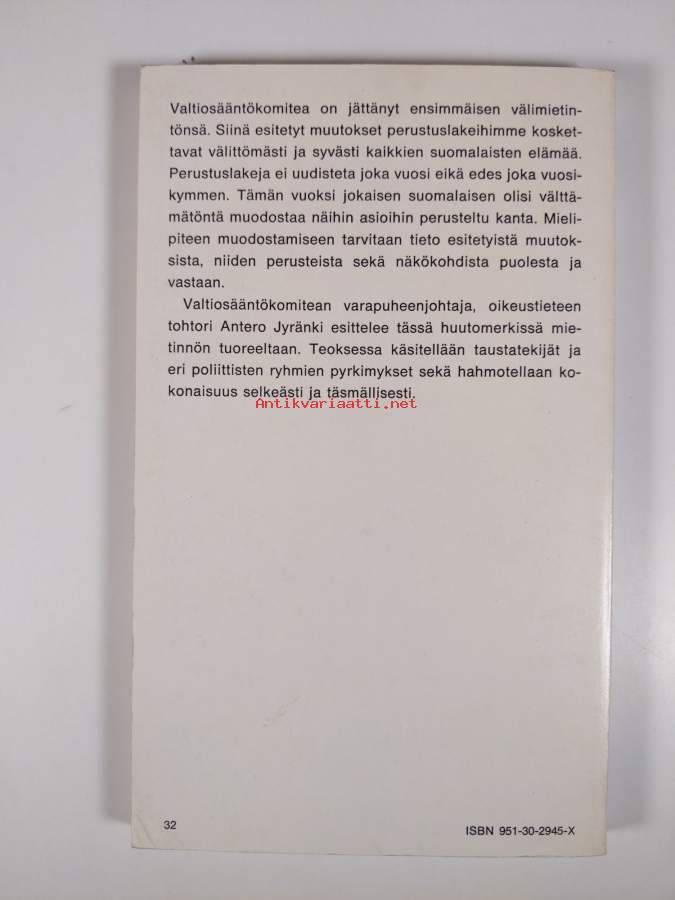 Valtiosääntökomitea on jättänyt ensimmäisen välimietin-
tönsä. Siinä esitetyt muutokset perustuslakeihimme kosket-
tavat välittömästi ja syvästi kaikkien suomalaisten elämää.
Perustuslakeja ei uudisteta joka vuosi eikä edes joka vuosi-
kymmen. Tämän vuoksi jokaisen suomalaisen olisi välttä-
mätöntä muodostaa näihin asioihin perusteltu kanta. Mieli-
piteen muodostamiseen tarvitaan tieto esitetyistä muutok-
sista, niiden perusteista sekä näkökohdista puolesta ja
vastaan.
Valtiosääntökomitean varapuheenjohtaja, oikeustieteen
tohtori Antero Jyränki esittelee tässä huutomerkissä mie-
tinnön tuoreeltaan. Teoksessa käsitellään taustatekijät ja
eri poliittisten ryhmien pyrkimykset sekä hahmotellaan ko-
konaisuus selkeästi ja täsmällisesti.
Antikvariaatti.net
32
ISBN 951-30-2945-X